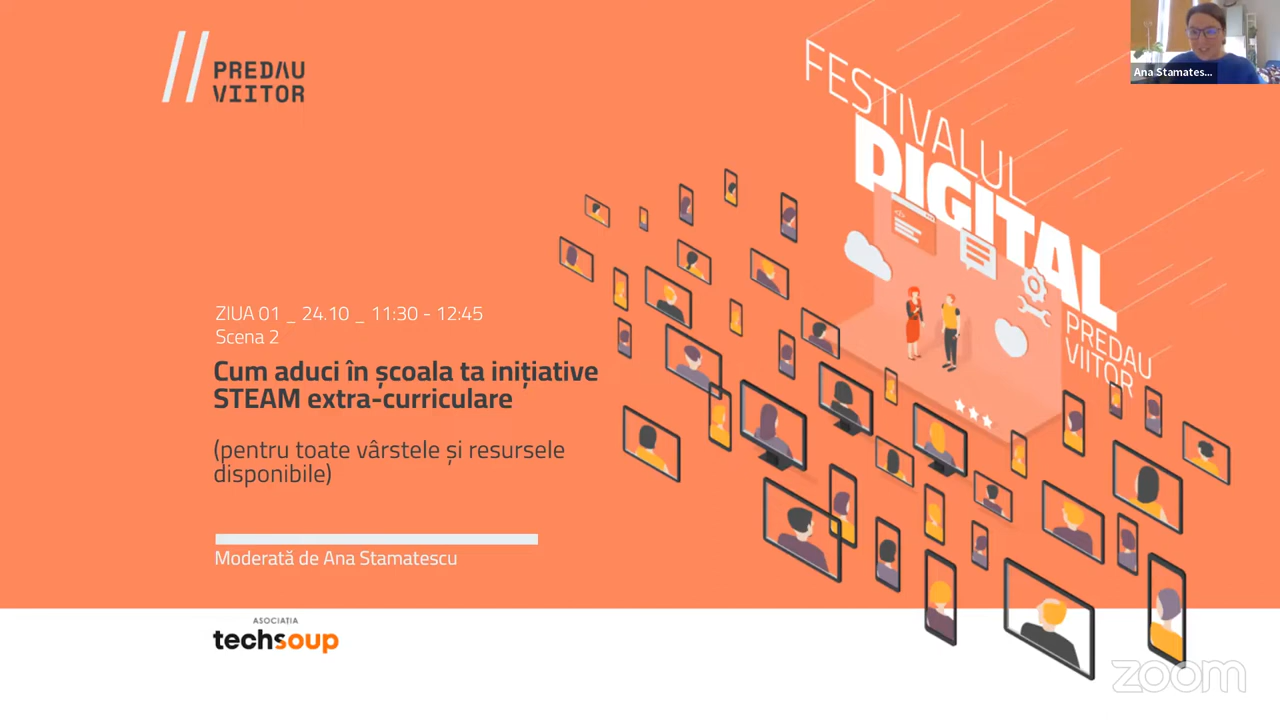 PREDAU
VIITOR
Ana Stamates...
FESTIVALUL
DIGITAL
PREDAU
VIITOR
ZIUA 01 _ 24.10 _ 11:30 - 12:45
Scena 2
Cum aduci în școala ta inițiative
STEAM extra-curriculare
(pentru toate vârstele și resursele
disponibile)
Moderată de Ana Stamatescu
ASOCIAȚIA
techsoup
zoom